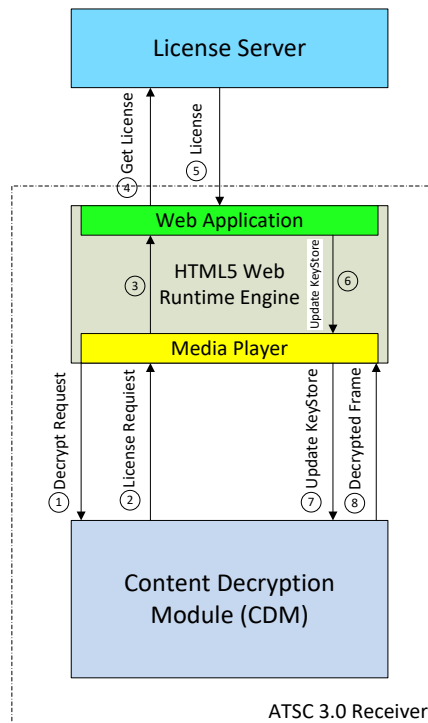 License Server
4 Get License
5 License
Web Application
3
HTML5 Web
Runtime Engine
Update KeyStore
6
Media Player
1 Decrypt Request
2 License Requiest
7 Update KeyStore
8 Decrypted Frame
Content Decryption
Module (CDM)
ATSC 3.0 Receiver